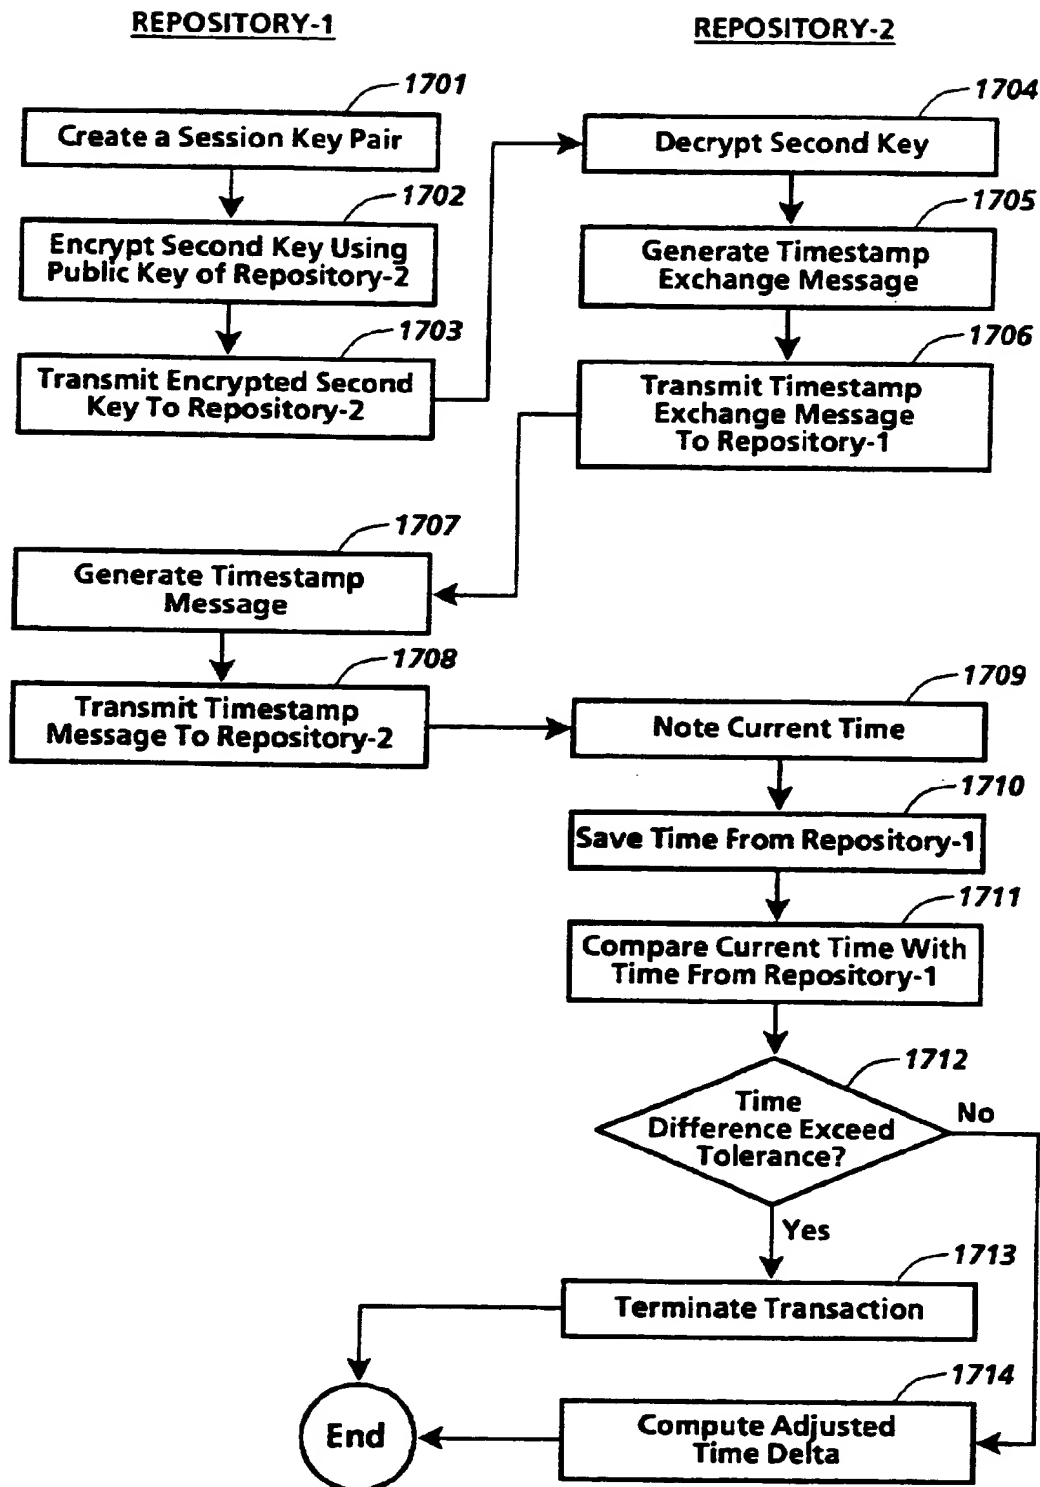 REPOSITORY-1
REPOSITORY-2
1701
Create a Session Key Pair
1702
Encrypt Second Key Using
Public Key of Repository-2
1703
Transmit Encrypted Second
Key To Repository-2
1704
Decrypt Second Key
1705
Generate Timestamp
Exchange Message
1706
Transmit Timestamp
Exchange Message
To Repository-1
1707
Generate Timestamp
Message
1708
Transmit Timestamp
Message To Repository-2
1709
Note Current Time
1710
Save Time From Repository-1
1711
Compare Current Time With
Time From Repository-1
1712
Time
Difference Exceed
Tolerance?
No
Yes
1713
Terminate Transaction
1714
Compute Adjusted
Time Delta
End